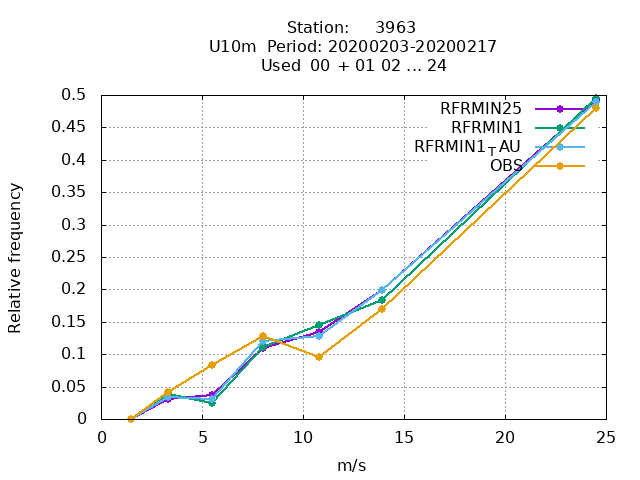 Station: 3963
U10m Period: 20200203-20200217
Used 00 + 01 02 ... 24
Relative frequency
0.5
0.45
0.4
0.35
0.3
0.25
0.2
0.15
0.1
0.05
0
RFRMIN25
RFRMIN1
RFRMIN1TAU
OBS
0 5 10 15 20 25
m/s